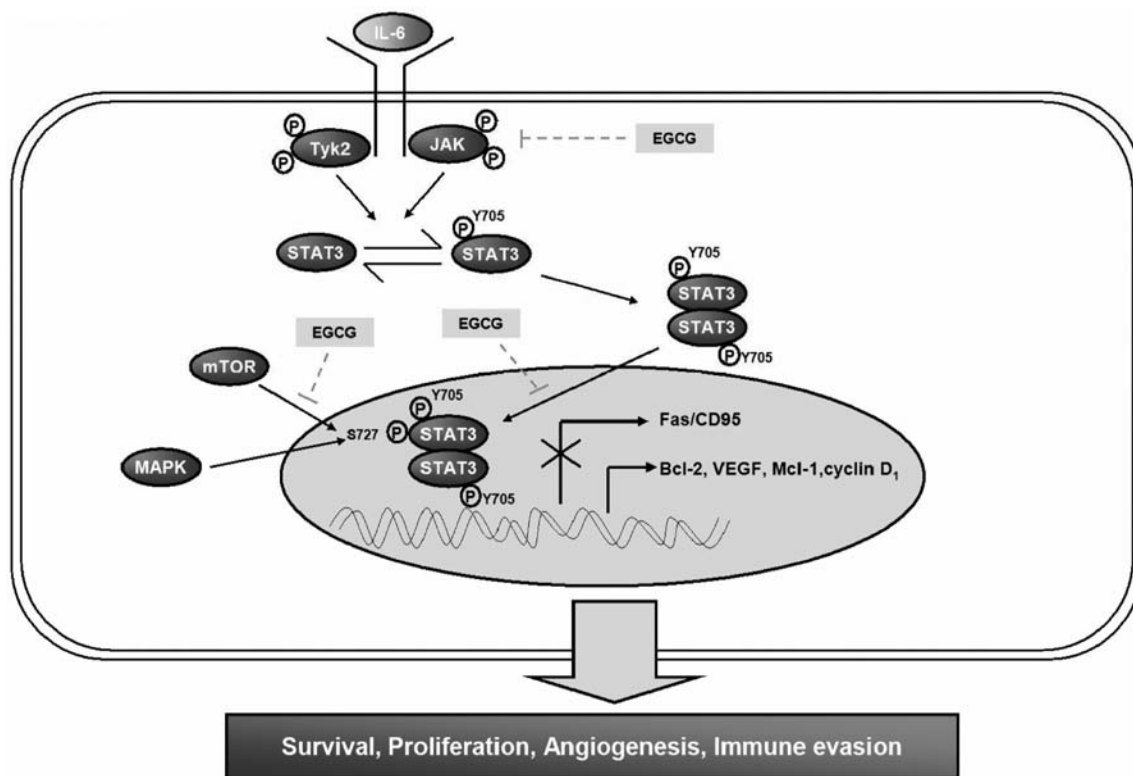 IL-6
P
P
Tyk2
JAK
P
P
EGCG
Y705
P
STAT3
STAT3
Y705
P
STAT3
STAT3
P
Y705
EGCG
EGCG
mTOR
Y705
P
S727
P
STAT3
STAT3
P
Y705
MAPK
Fas/CD95
Bcl-2, VEGF, Mcl-1,cyclin D₁
Survival, Proliferation, Angiogenesis, Immune evasion